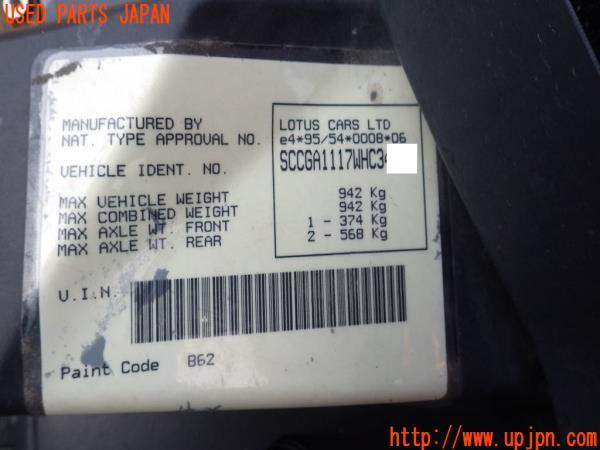 USED PARTS JAPAN
MANUFACTURED BY LOTUS CARS LTD
NAT. TYPE APPROVAL NO. e4*95/54*0008*06
VEHICLE IDENT. NO. SCCGA1117WHC34
MAX VEHICLE WEIGHT 942 Kg
MAX COMBINED WEIGHT 942 Kg
MAX AXLE WT. FRONT 1 - 374 Kg
MAX AXLE WT. REAR 2 - 568 Kg
V.I.N.
Paint Code B62
http://www.upjpn.com/